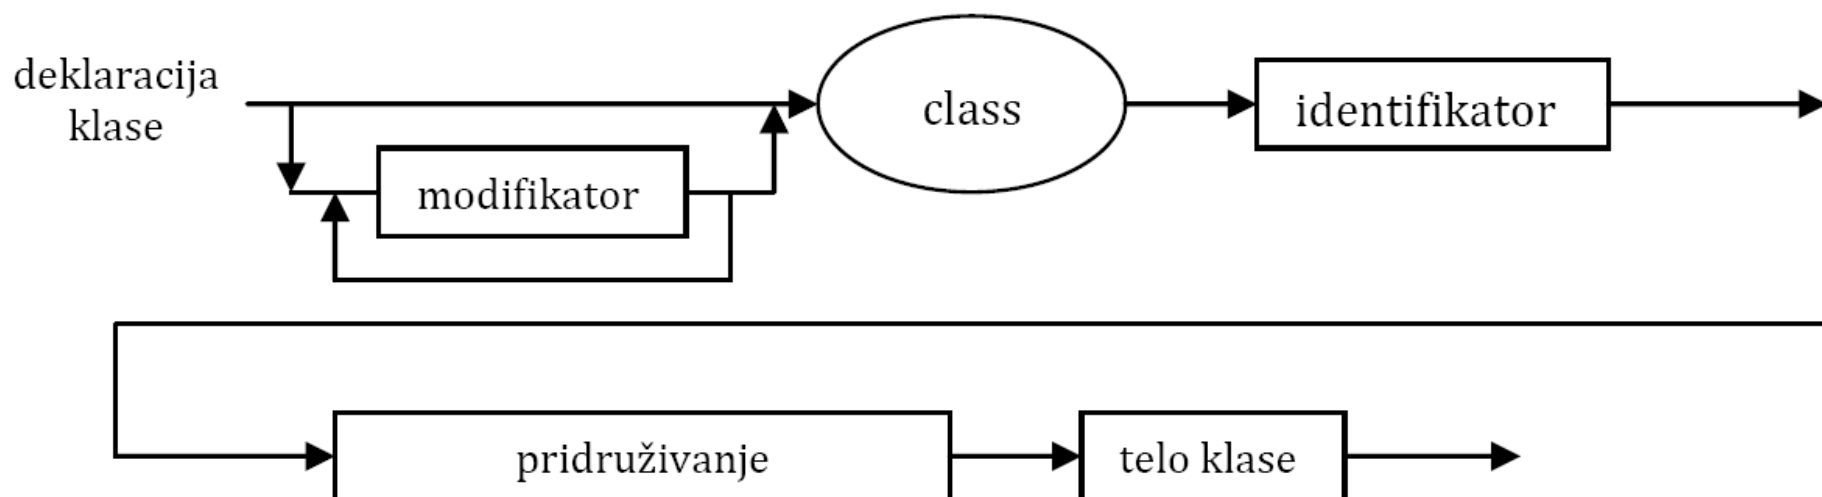 deklaracija
klase
class
identifikator
modifikator
pridruživanje
telo klase